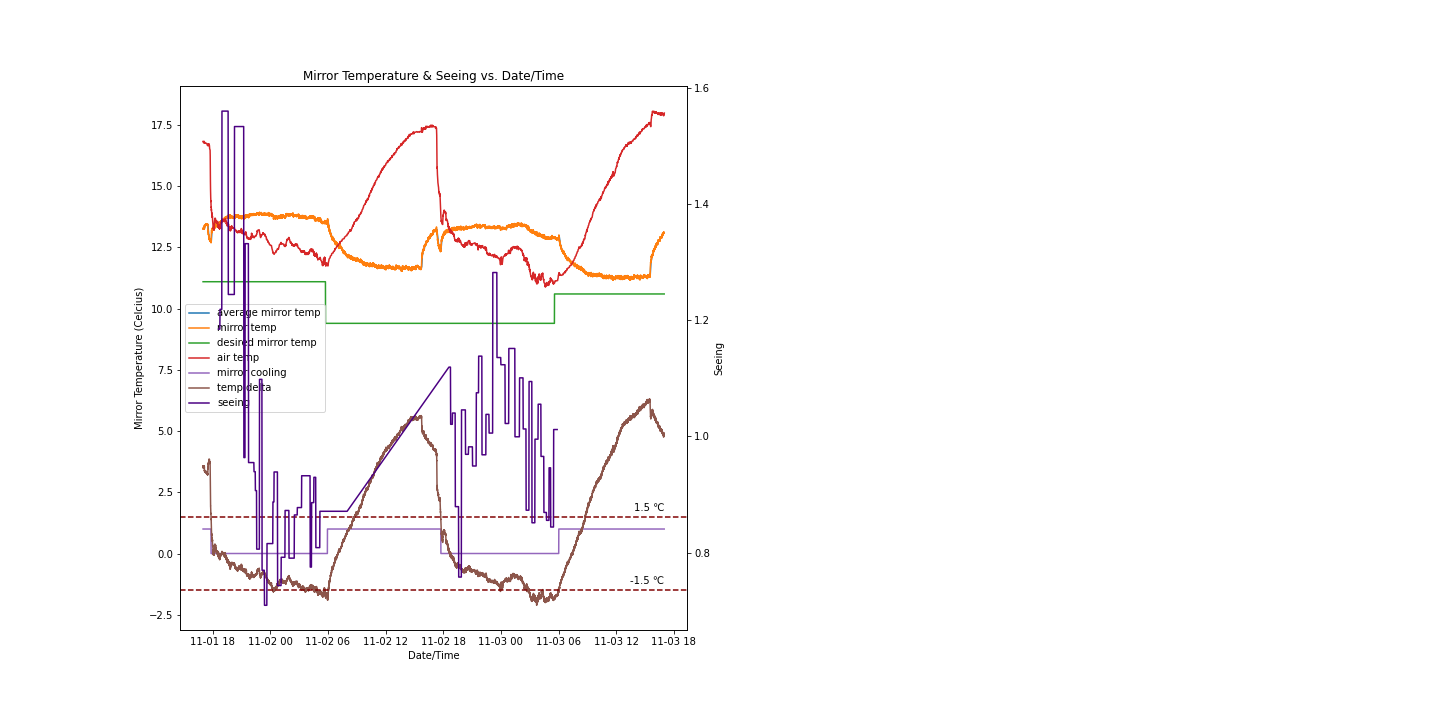 Mirror Temperature & Seeing vs. Date/Time
1.6
17.5
15.0
1.4
12.5
10.0
average mirror temp
mirror temp
desired mirror temp
air temp
mirror cooling
temp delta
seeing
1.2
7.5
Mirror Temperature (Celcius)
Seeing
5.0
1.0
2.5
1.5 °C
0.0
0.8
-1.5 °C
−2.5
11-01 18 11-02 00 11-02 06 11-02 12 11-02 18 11-03 00 11-03 06 11-03 12 11-03 18
Date/Time